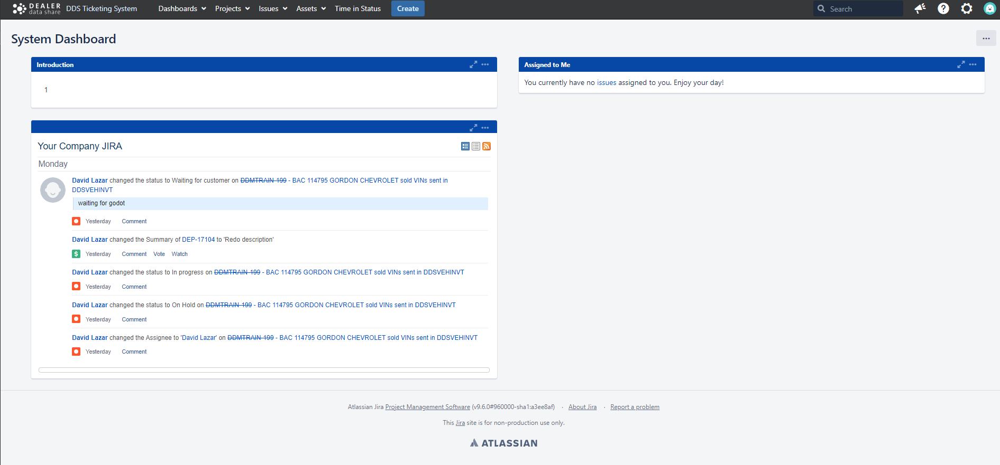 DEALER
data share
DDS Ticketing System
Dashboards
Projects
Issues
Assets
Time in Status
Create
Search
System Dashboard
...
Introduction
1
Assigned to Me
You currently have no issues assigned to you. Enjoy your day!
Your Company JIRA
Monday
David Lazar changed the status to Waiting for customer on DDMTRAIN-199 - BAC 114795 GORDON CHEVROLET sold VINs sent in
DDSVEHINVT
waiting for godot
Yesterday Comment
David Lazar changed the Summary of DEP-17104 to 'Redo description'
$ Yesterday Comment Vote Watch
David Lazar changed the status to In progress on DDMTRAIN-199 - BAC 114795 GORDON CHEVROLET sold VINs sent in DDSVEHINVT
Yesterday Comment
David Lazar changed the status to On Hold on DDMTRAIN-199 - BAC 114795 GORDON CHEVROLET sold VINs sent in DDSVEHINVT
Yesterday Comment
David Lazar changed the Assignee to 'David Lazar' on DDMTRAIN-199 - BAC 114795 GORDON CHEVROLET sold VINs sent in DDSVEHINVT
Yesterday Comment
Atlassian Jira Project Management Software (v9.6.0#960000-sha1:a3ee8af) · About Jira · Report a problem
This Jira site is for non-production use only.
ATLASSIAN